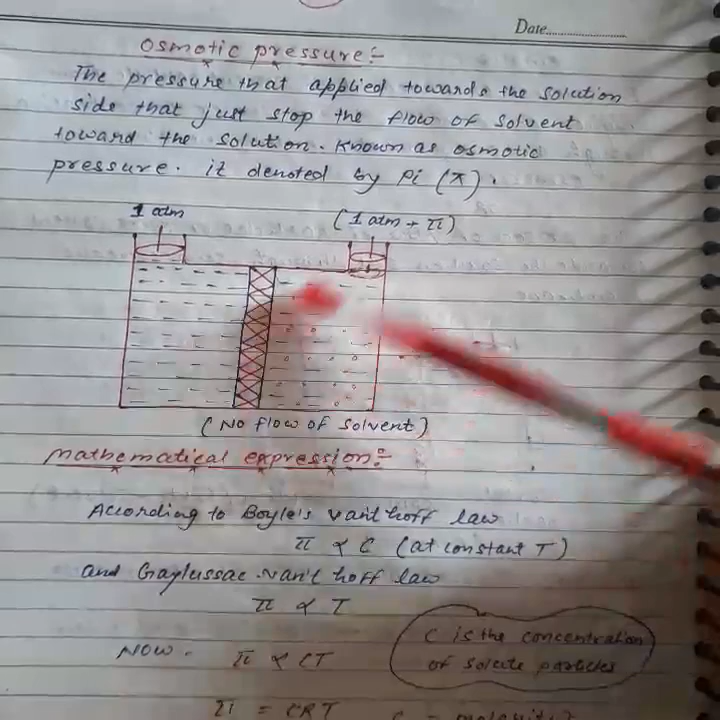 Date..................
Osmotic pressure:-
The pressure that applied towards the solution
side that just stop the flow of solvent
toward the solution. Known as osmotic
pressure. it denoted by Pi (π).
1 atm
(1 atm + π)
(No flow of solvent)
Mathematical expression:-
According to Boyle's van't hoff law
π ∝ C (at constant T)
and Gaylussac van't hoff law
π ∝ T
C is the concentration
of solute particles
Now.
π ∝ CT
π = CRT